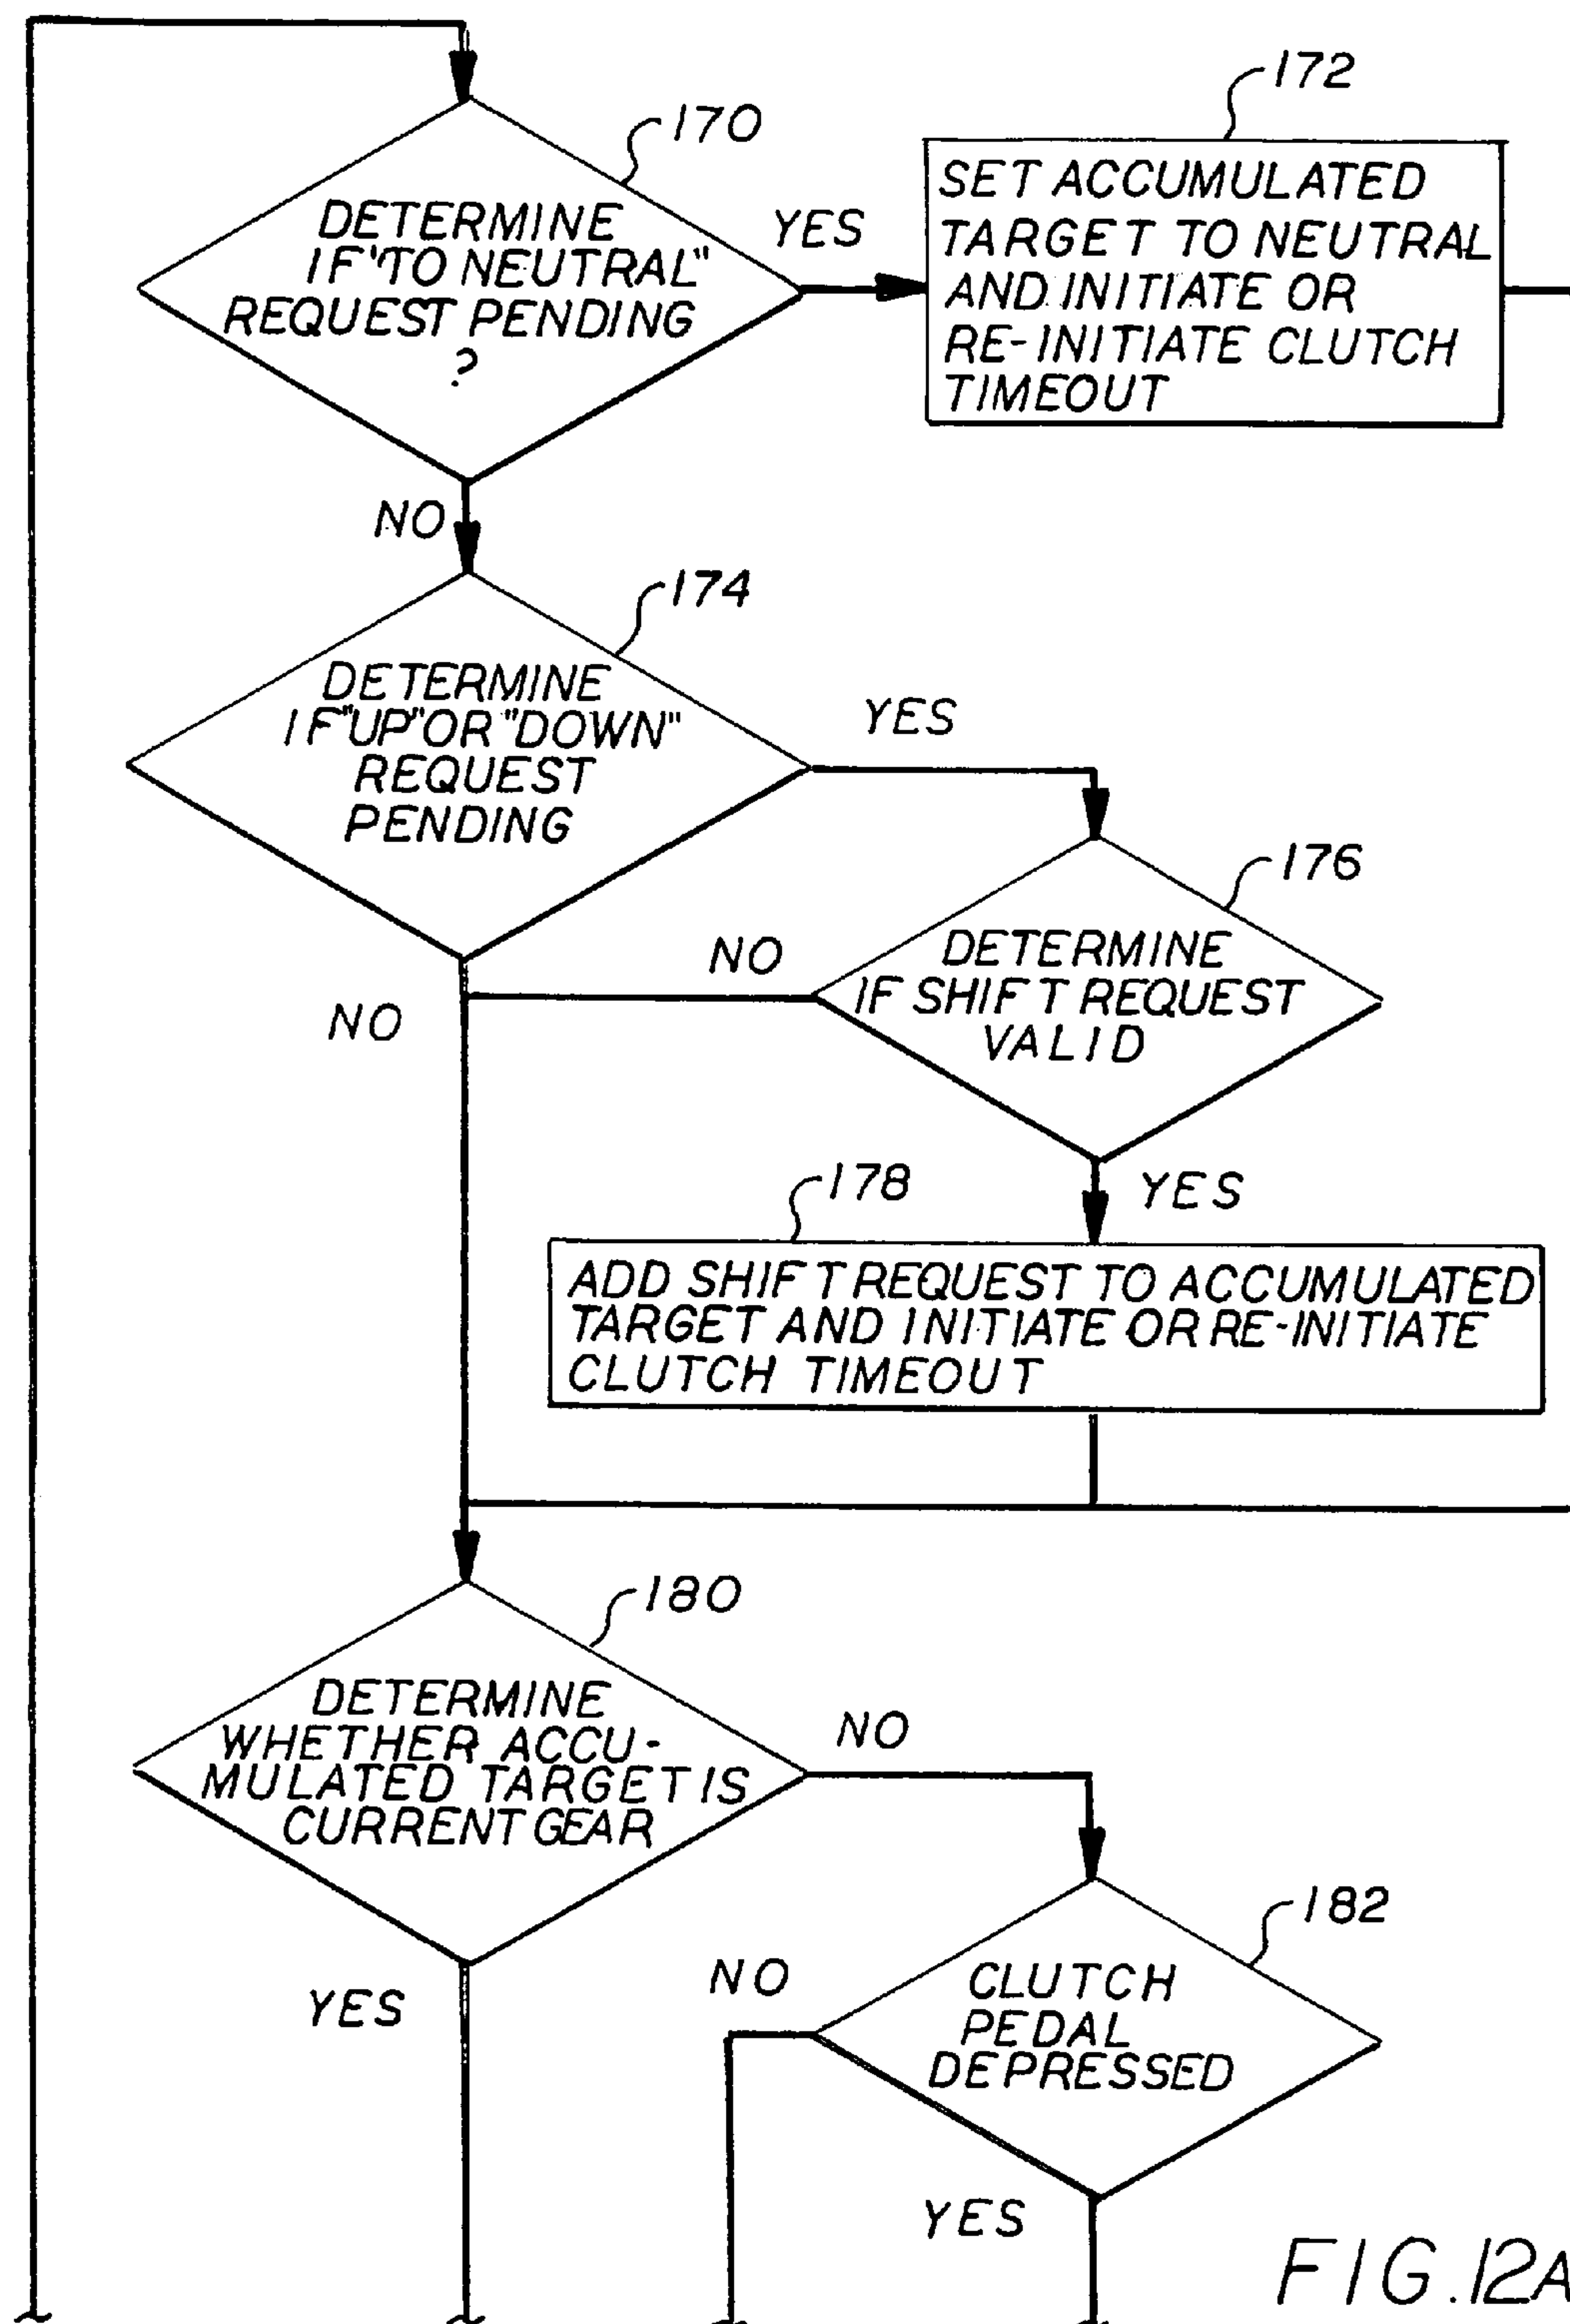 170
172
DETERMINE
IF "TO NEUTRAL"
REQUEST PENDING
?
YES
SET ACCUMULATED
TARGET TO NEUTRAL
AND INITIATE OR
RE-INITIATE CLUTCH
TIMEOUT
NO
174
DETERMINE
IF "UP" OR "DOWN"
REQUEST
PENDING
YES
176
NO
DETERMINE
IF SHIFT REQUEST
VALID
NO
YES
178
ADD SHIFT REQUEST TO ACCUMULATED
TARGET AND INITIATE OR RE-INITIATE
CLUTCH TIMEOUT
180
DETERMINE
WHETHER ACCU-
MULATED TARGET IS
CURRENT GEAR
NO
182
YES
NO
CLUTCH
PEDAL
DEPRESSED
YES
FIG. 12A